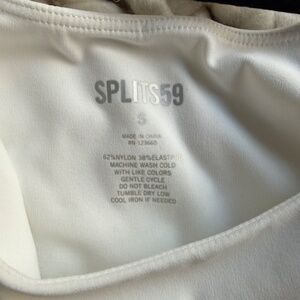 SPLITS59
S
MADE IN CHINA
RN 123660
62%NYLON 38%ELASTANE
MACHINE WASH COLD
WITH LIKE COLORS
GENTLE CYCLE
DO NOT BLEACH
TUMBLE DRY LOW
COOL IRON IF NEEDED